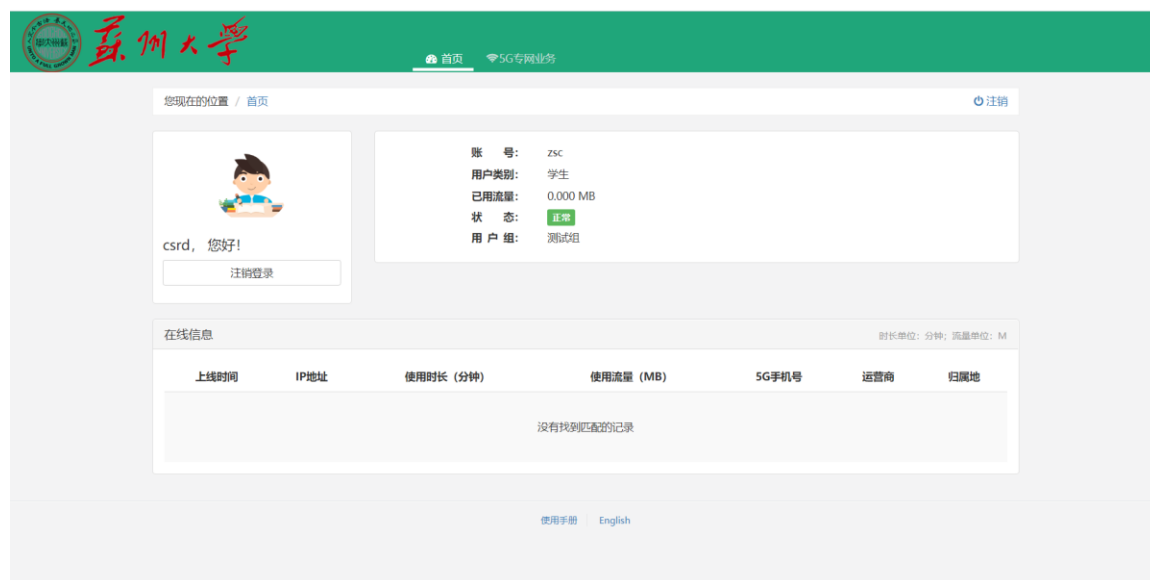 蘇州大学
首页 5G专网业务
您现在的位置 / 首页 注销
账 号： zsc
用户类别： 学生
已用流量： 0.000 MB
状 态： 正常
用 户 组： 测试组
csrd， 您好！
注销登录
在线信息 时长单位：分钟；流量单位：M
上线时间 IP地址 使用时长（分钟） 使用流量（MB） 5G手机号 运营商 归属地
没有找到匹配的记录
使用手册 English